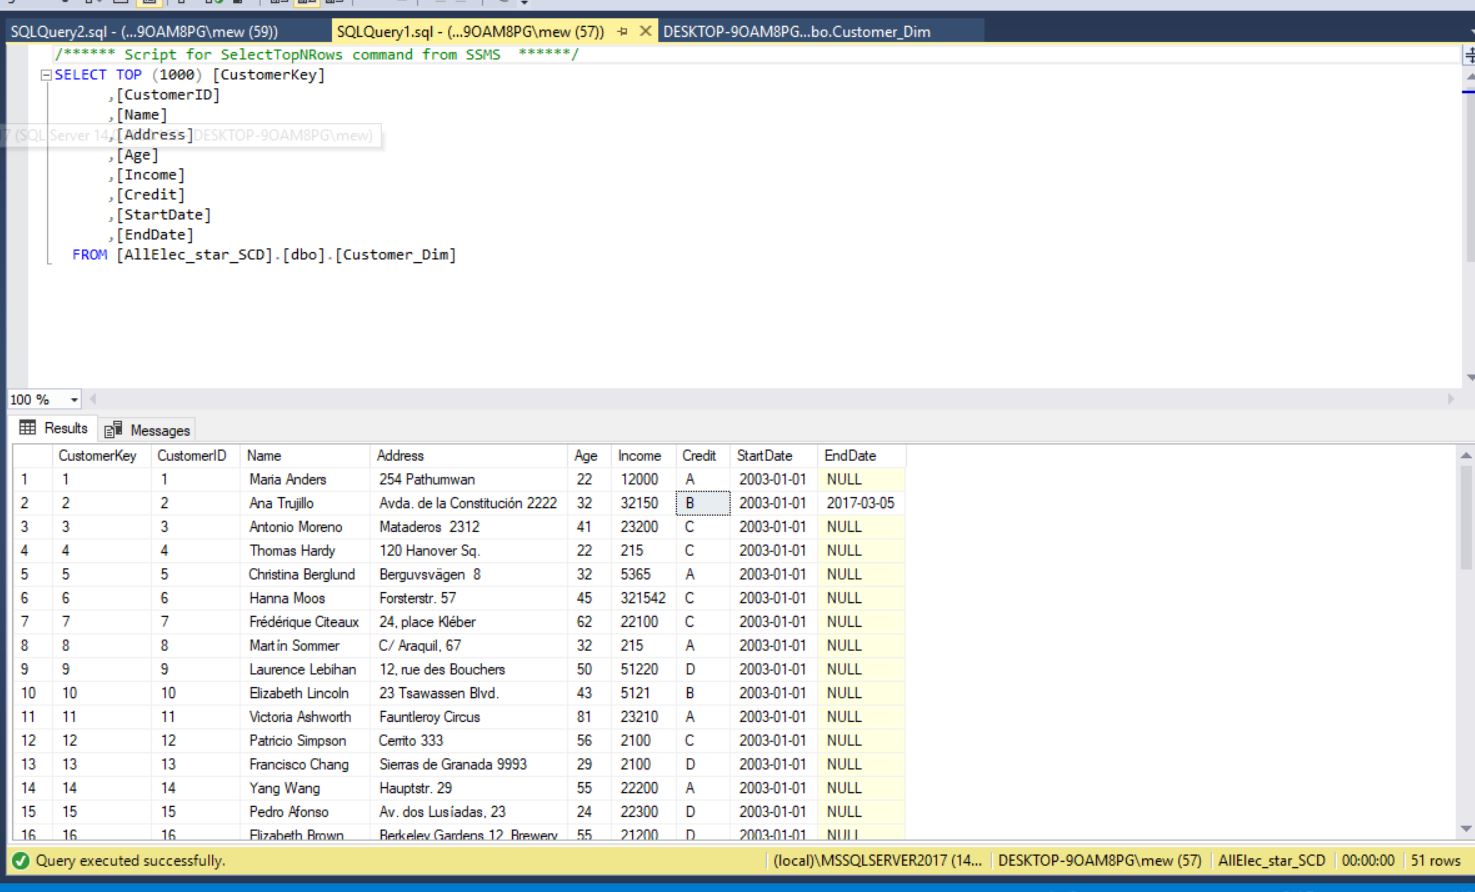 SQLQuery2.sql - (...9OAM8PG\mew (59))  SQLQuery1.sql - (...9OAM8PG\mew (57))  DESKTOP-9OAM8PG...bo.Customer_Dim
/****** Script for SelectTopNRows command from SSMS  ******/
SELECT TOP (1000) [CustomerKey]
,[CustomerID]
,[Name]
,[Address]
7 (SQL Server 14. DESKTOP-9OAM8PG\mew)
,[Age]
,[Income]
,[Credit]
,[StartDate]
,[EndDate]
FROM [AllElec_star_SCD].[dbo].[Customer_Dim]
100 %
Results  Messages
CustomerKey  CustomerID  Name  Address  Age  Income  Credit  StartDate  EndDate
1  1  1  Maria Anders  254 Pathumwan  22  12000  A  2003-01-01  NULL
2  2  2  Ana Trujillo  Avda. de la Constitución 2222  32  32150  B  2003-01-01  2017-03-05
3  3  3  Antonio Moreno  Mataderos  2312  41  23200  C  2003-01-01  NULL
4  4  4  Thomas Hardy  120 Hanover Sq.  22  215  C  2003-01-01  NULL
5  5  5  Christina Berglund  Berguvsvägen  8  32  5365  A  2003-01-01  NULL
6  6  6  Hanna Moos  Forsterstr. 57  45  321542  C  2003-01-01  NULL
7  7  7  Frédérique Citeaux  24, place Kléber  62  22100  C  2003-01-01  NULL
8  8  8  Martín Sommer  C/ Araquil, 67  32  215  A  2003-01-01  NULL
9  9  9  Laurence Lebihan  12, rue des Bouchers  50  51220  D  2003-01-01  NULL
10  10  10  Elizabeth Lincoln  23 Tsawassen Blvd.  43  5121  B  2003-01-01  NULL
11  11  11  Victoria Ashworth  Fauntleroy Circus  81  23210  A  2003-01-01  NULL
12  12  12  Patricio Simpson  Cerrito 333  56  2100  C  2003-01-01  NULL
13  13  13  Francisco Chang  Sierras de Granada 9993  29  2100  D  2003-01-01  NULL
14  14  14  Yang Wang  Hauptstr. 29  55  22200  A  2003-01-01  NULL
15  15  15  Pedro Afonso  Av. dos Lusíadas, 23  24  22300  D  2003-01-01  NULL
16  16  16  Elizabeth Brown  Berkeley Gardens 12  Brewery  55  21200  D  2003-01-01  NULL
Query executed successfully.  (local)\MSSQLSERVER2017 (14...  DESKTOP-9OAM8PG\mew (57)  AllElec_star_SCD  00:00:00  51 rows